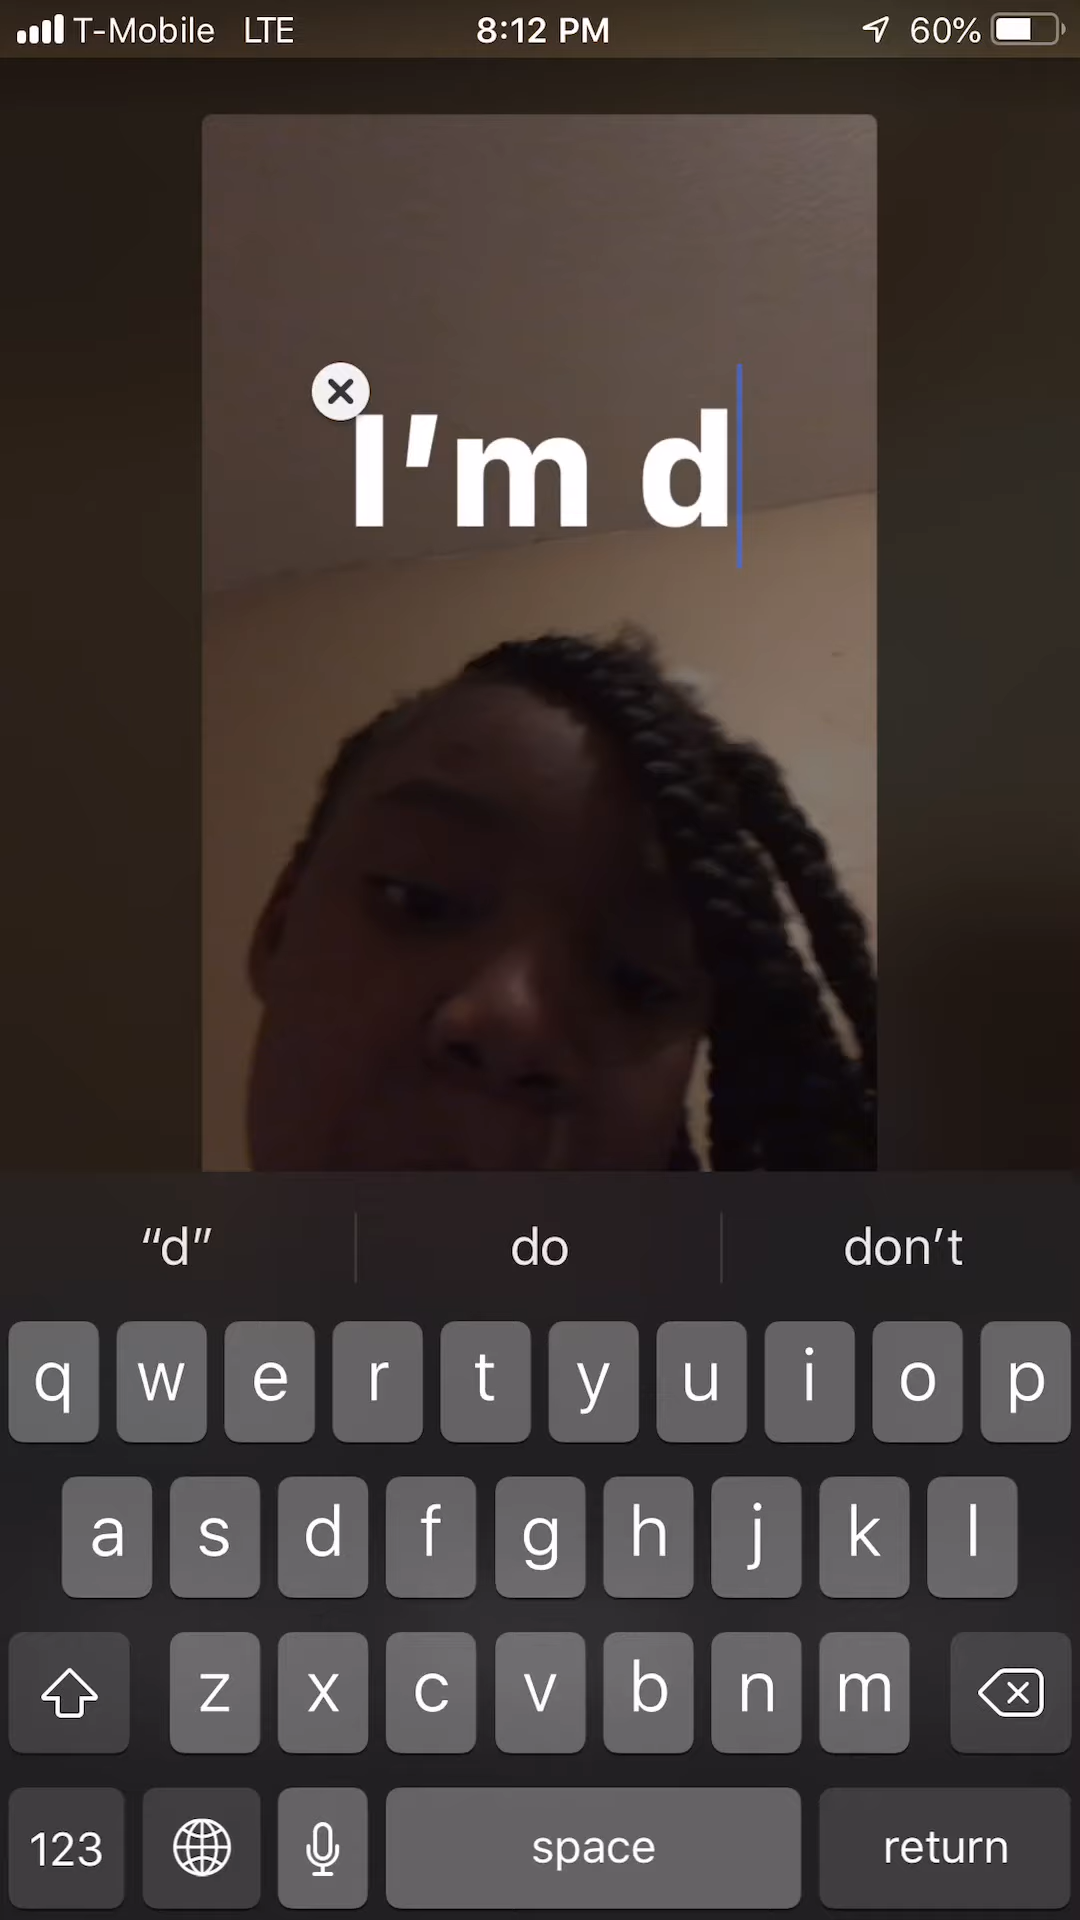 T-Mobile LTE 8:12 PM 60%
I’m d
“d” do don’t
q w e r t y u i o p
a s d f g h j k l
z x c v b n m
123 space return